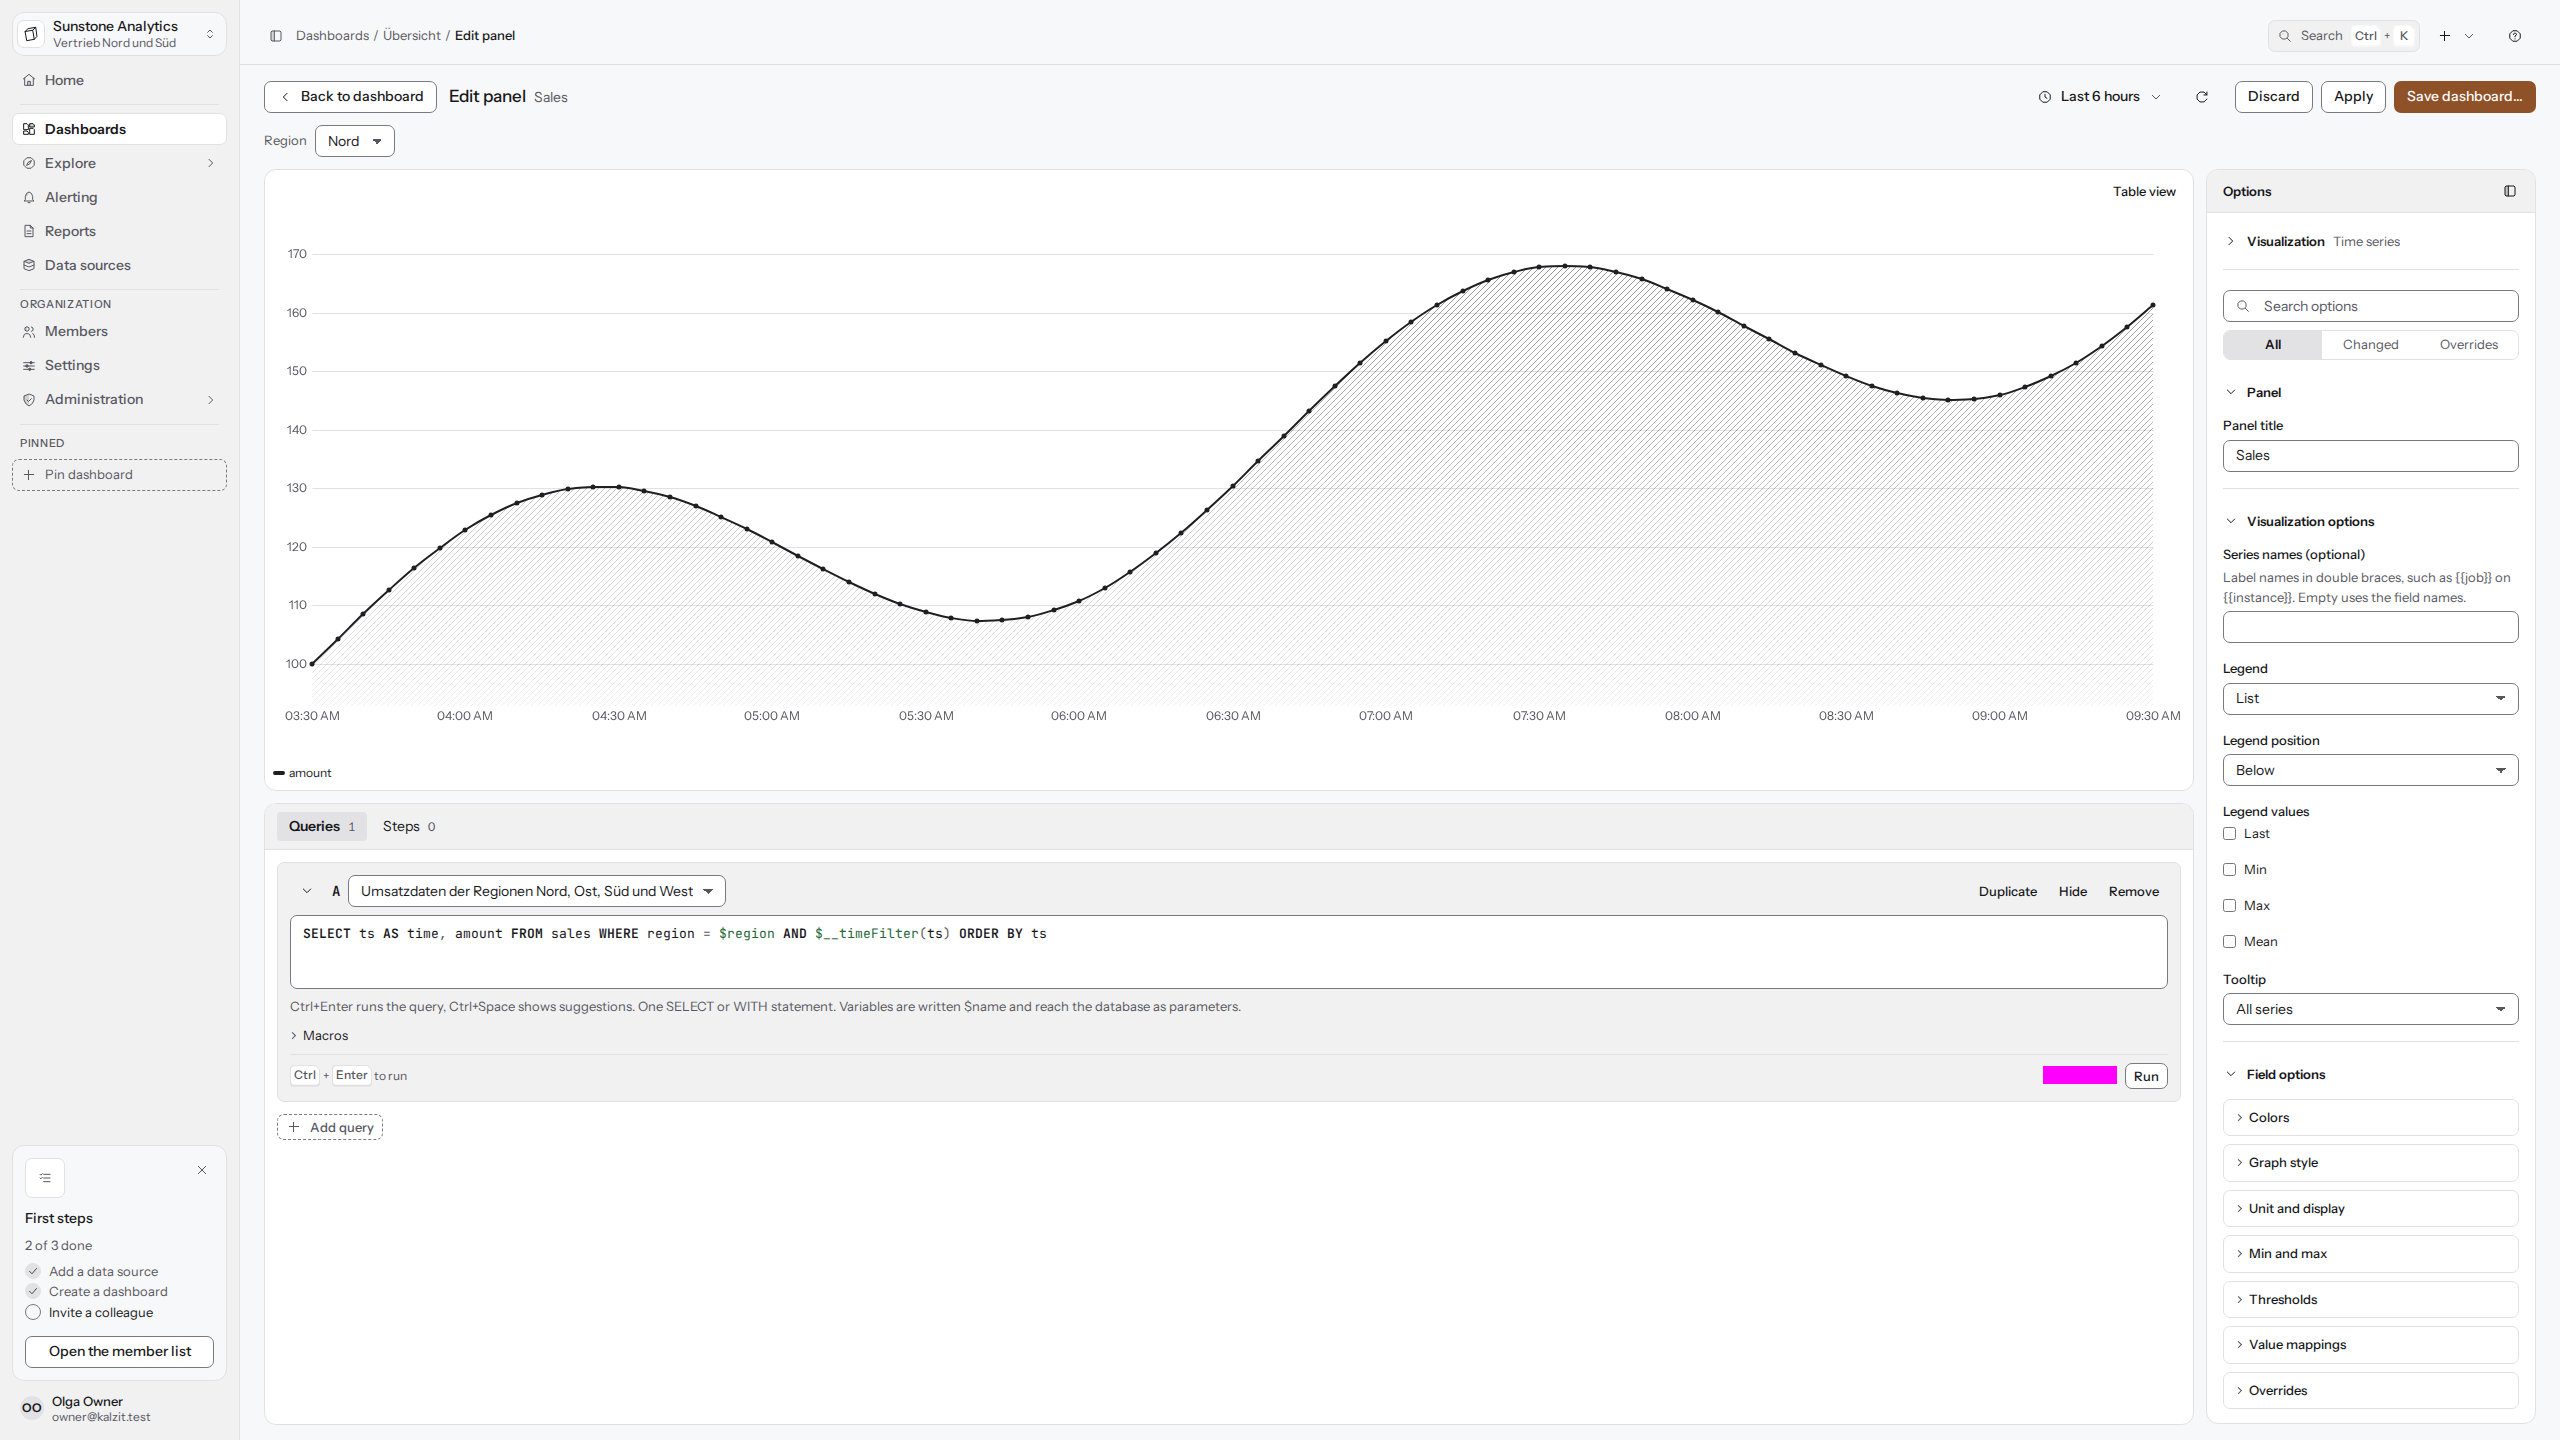 Sunstone Analytics
Vertrieb Nord und Süd
Home
Dashboards
Explore
Alerting
Reports
Data sources
ORGANIZATION
Members
Settings
Administration
PINNED
Pin dashboard
First steps
2 of 3 done
Add a data source
Create a dashboard
Invite a colleague
Open the member list
OO
Olga Owner
owner@kalzit.test
Dashboards / Übersicht / Edit panel
Search Ctrl + K
Back to dashboard
Edit panel Sales
Last 6 hours
Discard
Apply
Save dashboard...
Region
Nord
Table view
170
160
150
140
130
120
110
100
03:30 AM 04:00 AM 04:30 AM 05:00 AM 05:30 AM 06:00 AM 06:30 AM 07:00 AM 07:30 AM 08:00 AM 08:30 AM 09:00 AM 09:30 AM
amount
Queries 1
Steps 0
A
Umsatzdaten der Regionen Nord, Ost, Süd und West
Duplicate
Hide
Remove
SELECT ts AS time, amount FROM sales WHERE region = $region AND $__timeFilter(ts) ORDER BY ts
Ctrl+Enter runs the query, Ctrl+Space shows suggestions. One SELECT or WITH statement. Variables are written $name and reach the database as parameters.
Macros
Ctrl + Enter to run
Run
Add query
Options
Visualization Time series
Search options
All
Changed
Overrides
Panel
Panel title
Sales
Visualization options
Series names (optional)
Label names in double braces, such as {{job}} on
{{instance}}. Empty uses the field names.
Legend
List
Legend position
Below
Legend values
Last
Min
Max
Mean
Tooltip
All series
Field options
Colors
Graph style
Unit and display
Min and max
Thresholds
Value mappings
Overrides